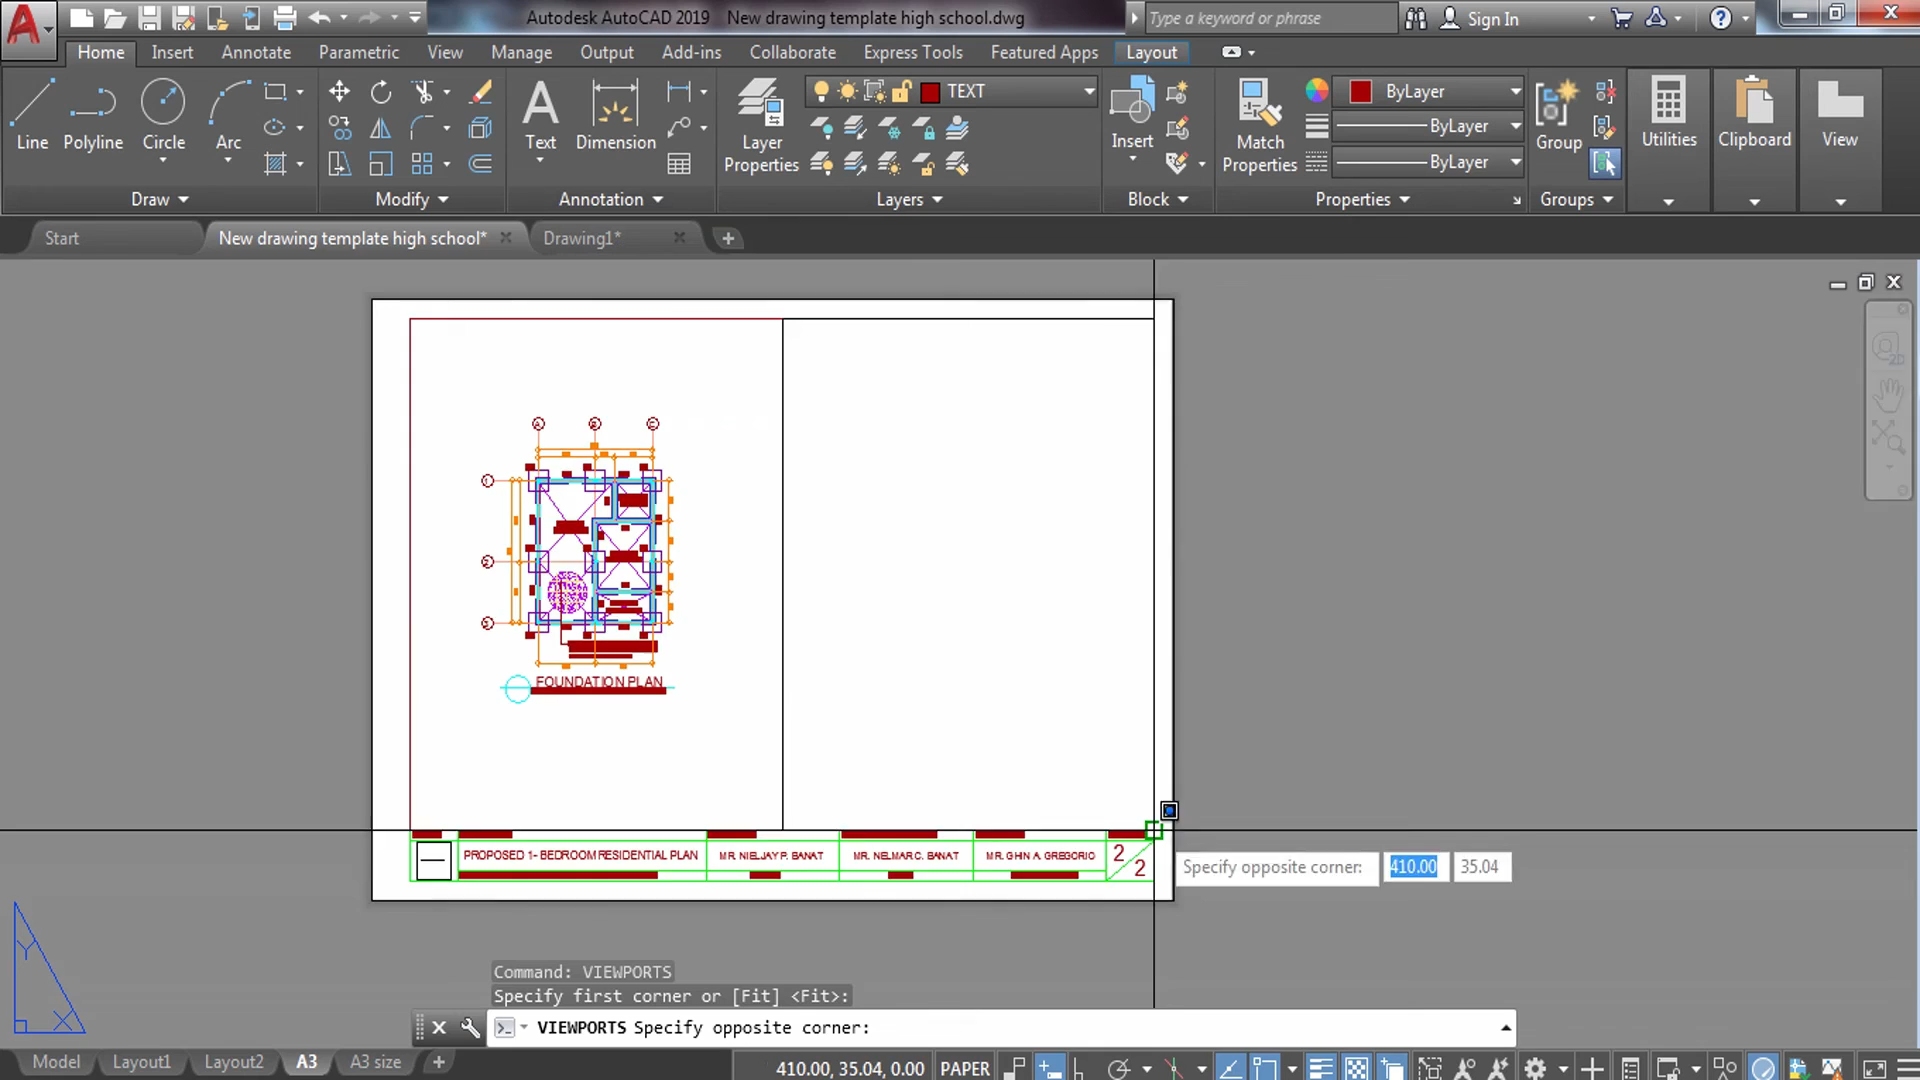 Autodesk AutoCAD 2019 New drawing template high school.dwg
Type a keyword or phrase
Sign In
Home Insert Annotate Parametric View Manage Output Add-ins Collaborate Express Tools Featured Apps Layout
TEXT
ByLayer
ByLayer
ByLayer
Line Polyline Circle Arc
Text Dimension
Layer Properties
Insert
Match Properties
Group
Utilities
Clipboard
View
Draw Modify Annotation Layers Block Properties Groups
Start New drawing template high school* Drawing1*
2D
1
2
3
FOUNDATION PLAN
PROPOSED 1- BEDROOM RESIDENTIAL PLAN
MR. NIELJAY P. BANAT
MR. NELMAR C. BANAT
MR. GHIN A. GREGORIO
2
2
Specify opposite corner: 410.00 35.04
Y
X
Command: VIEWPORTS
Specify first corner or [Fit] <Fit>:
VIEWPORTS Specify opposite corner:
Model Layout1 Layout2 A3 A3 size
410.00, 35.04, 0.00 PAPER